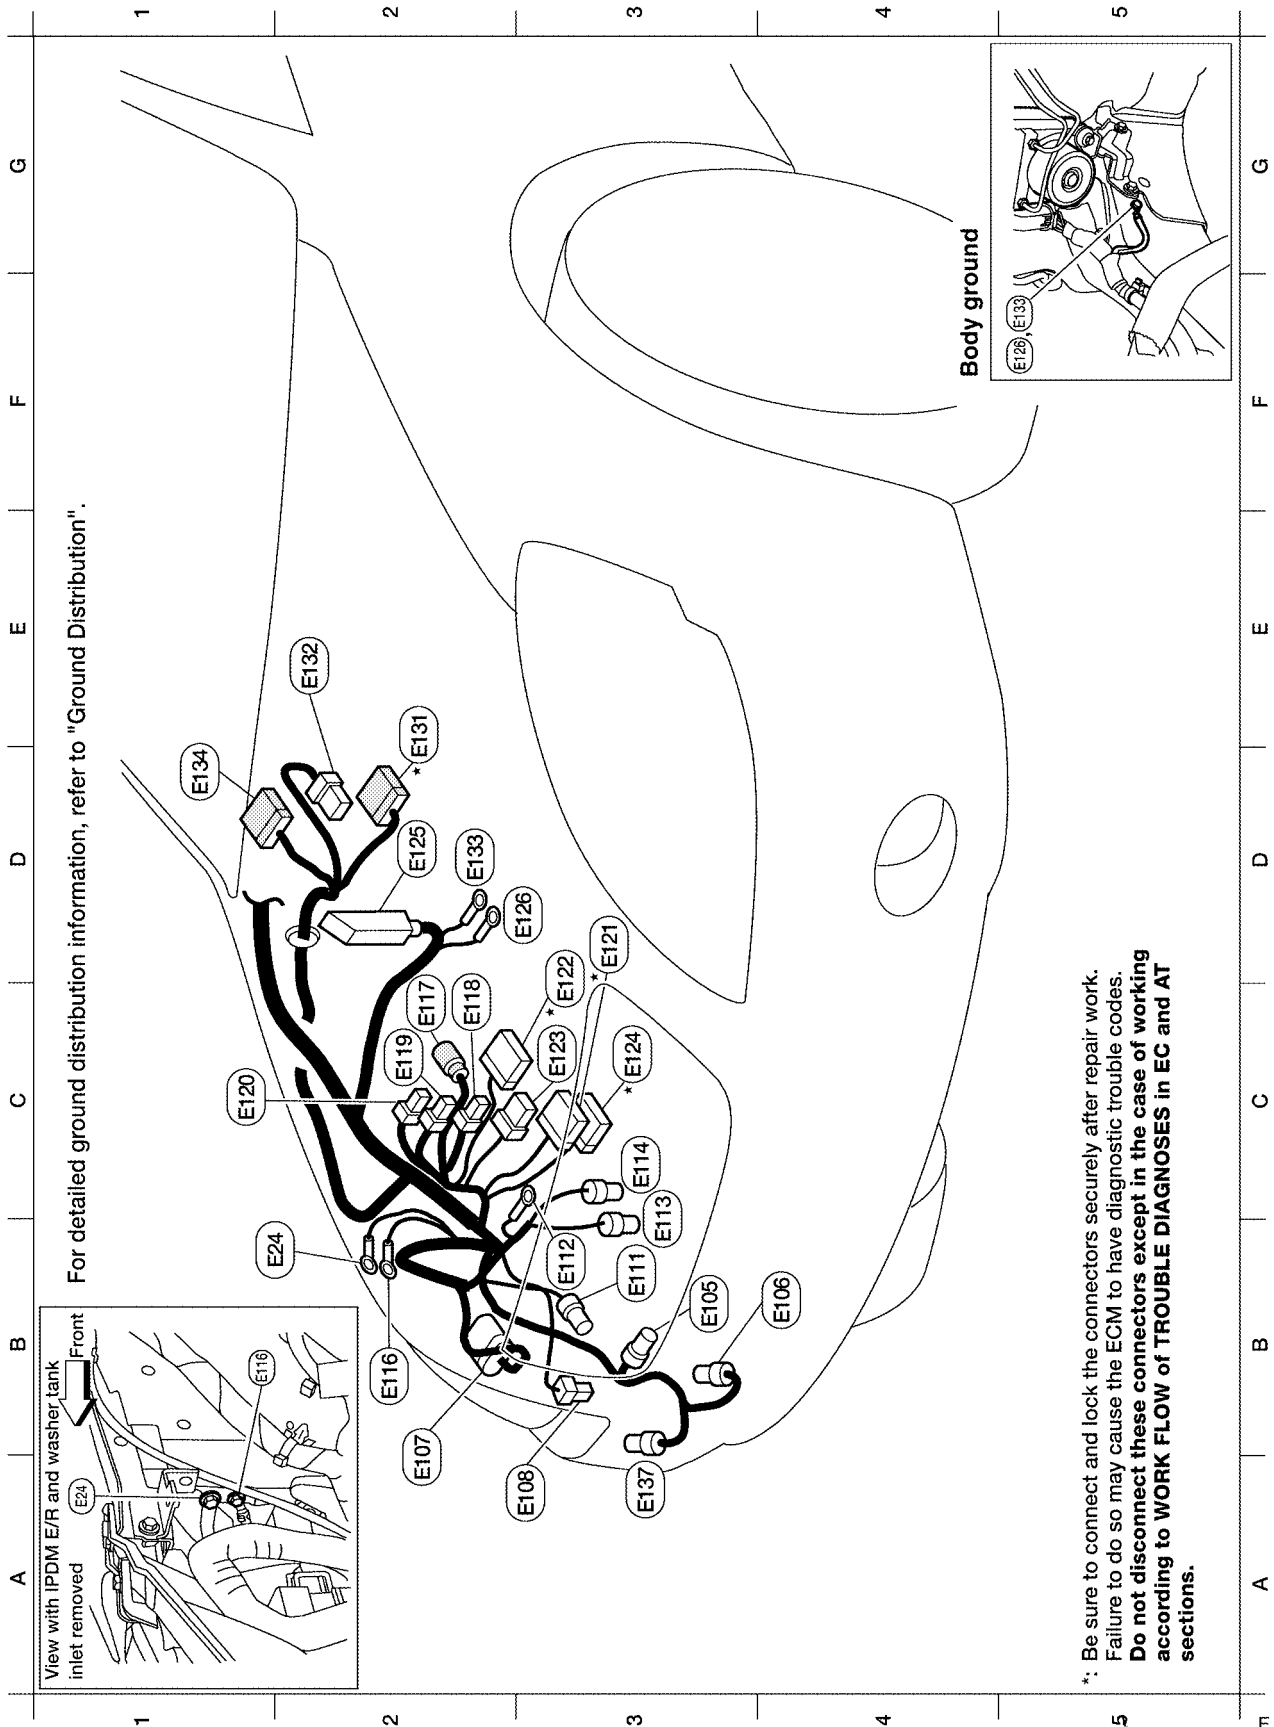 A
B
C
D
E
F
G
1
2
3
4
5
View with IPDM E/R and washer tank
inlet removed
Front
E24
E116
For detailed ground distribution information, refer to "Ground Distribution".
E134
E132
E131
*
E125
E133
E126
E120
E119
E117
E118
E122
*
E121
*
E123
E124
*
E24
E116
E114
E113
E112
E111
E105
E106
E107
E108
E137
Body ground
E126, E133
*: Be sure to connect and lock the connectors securely after repair work.
Failure to do so may cause the ECM to have diagnostic trouble codes.
Do not disconnect these connectors except in the case of working
according to WORK FLOW of TROUBLE DIAGNOSES in EC and AT
sections.
1
2
3
4
5
A
B
C
D
E
F
G